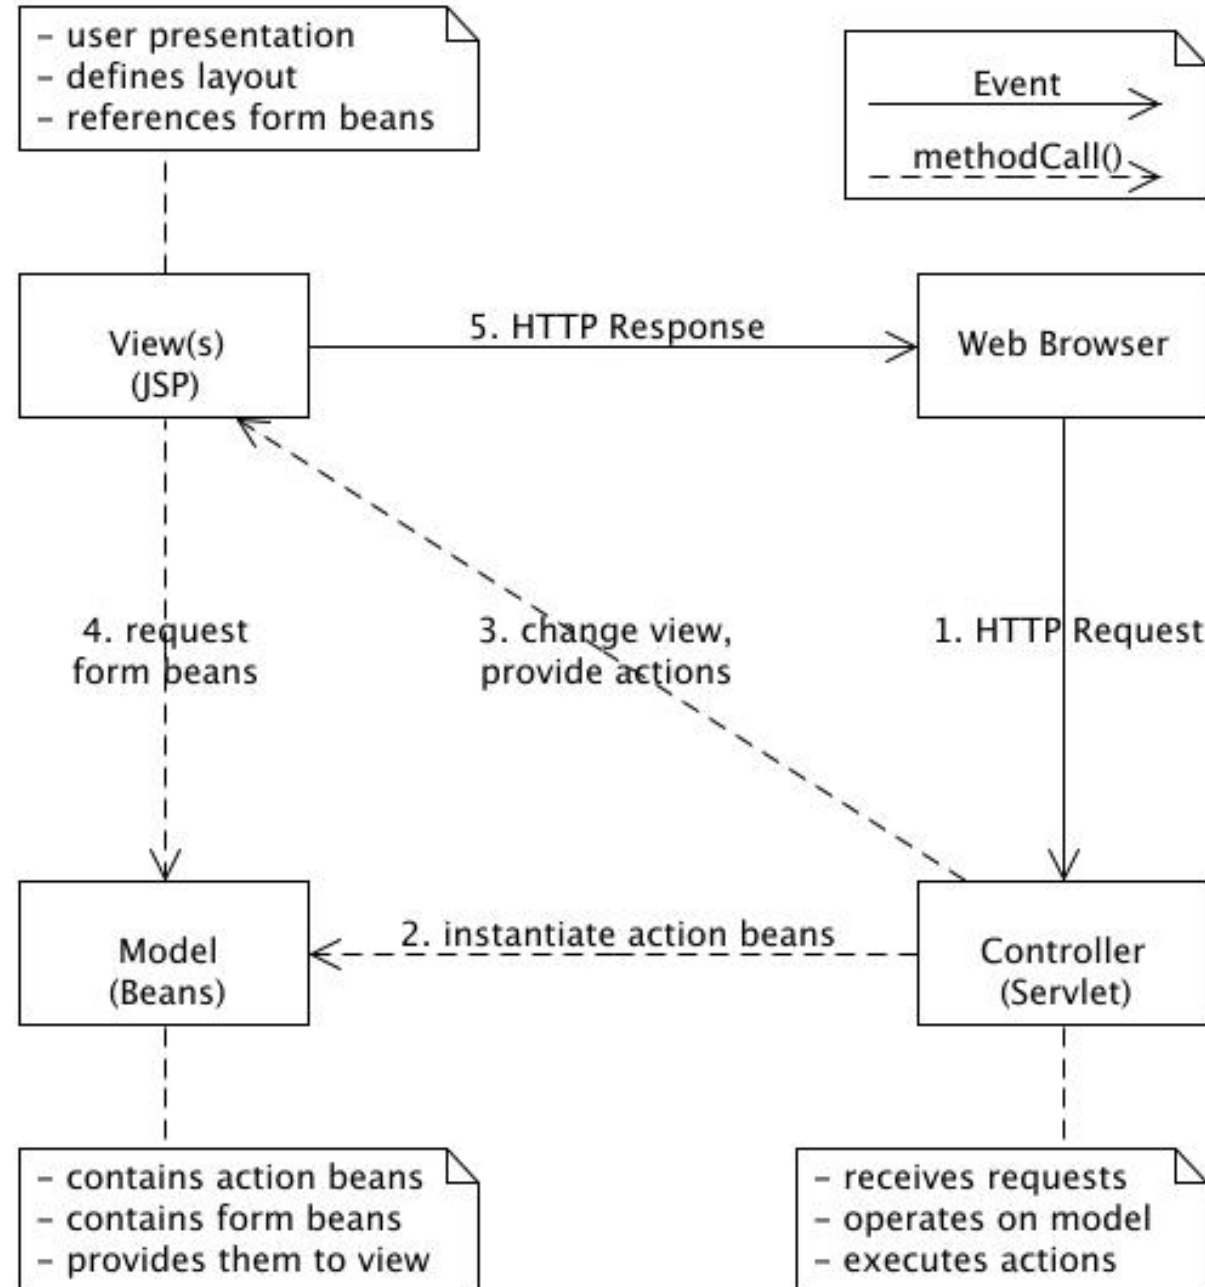 – user presentation
– defines layout
– references form beans
Event
methodCall()
View(s)
(JSP)
5. HTTP Response
Web Browser
4. request
form beans
3. change view,
provide actions
1. HTTP Request
Model
(Beans)
2. instantiate action beans
Controller
(Servlet)
– contains action beans
– contains form beans
– provides them to view
– receives requests
– operates on model
– executes actions